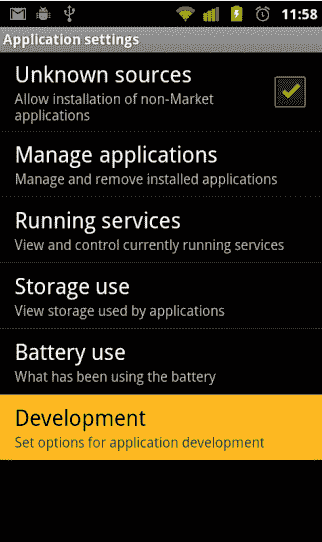 11:58
Application settings
Unknown sources
Allow installation of non-Market
applications
Manage applications
Manage and remove installed applications
Running services
View and control currently running services
Storage use
View storage used by applications
Battery use
What has been using the battery
Development
Set options for application development